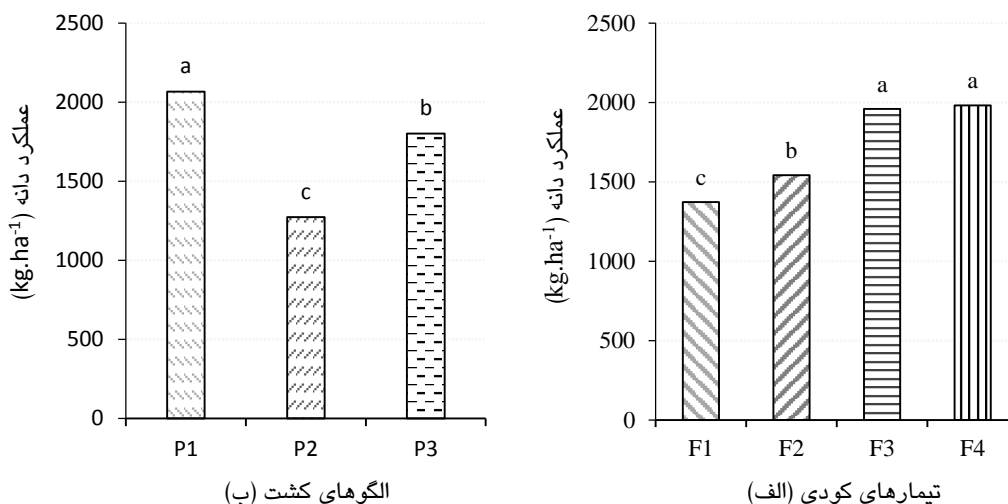 عملکرد دانه (kg.ha⁻¹)
2500
2000
1500
1000
500
0
a
c
b
P1 P2 P3
الگوهای کشت (ب)
عملکرد دانه (kg.ha⁻¹)
2500
2000
1500
1000
500
0
c
b
a
a
F1 F2 F3 F4
تیمارهای کودی (الف)